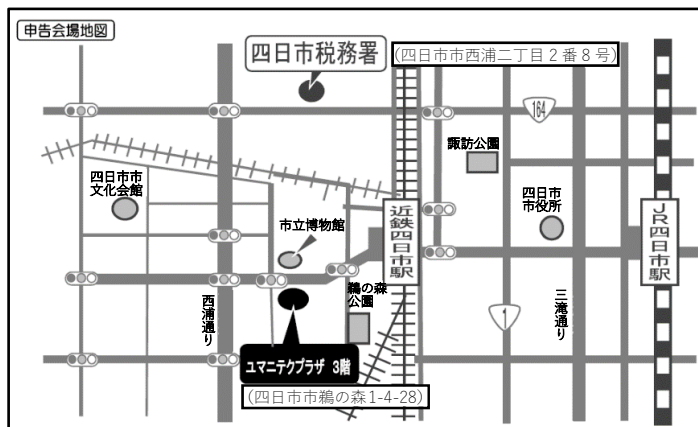 申告会場地図
四日市税務署
(四日市市西浦二丁目2番8号)
164
諏訪公園
四日市市
文化会館
市立博物館
四日市
市役所
近鉄四日市駅
JR四日市駅
西浦通り
鵜の森
公園
1
三滝通り
ユマニテクプラザ 3階
(四日市市鵜の森1-4-28)